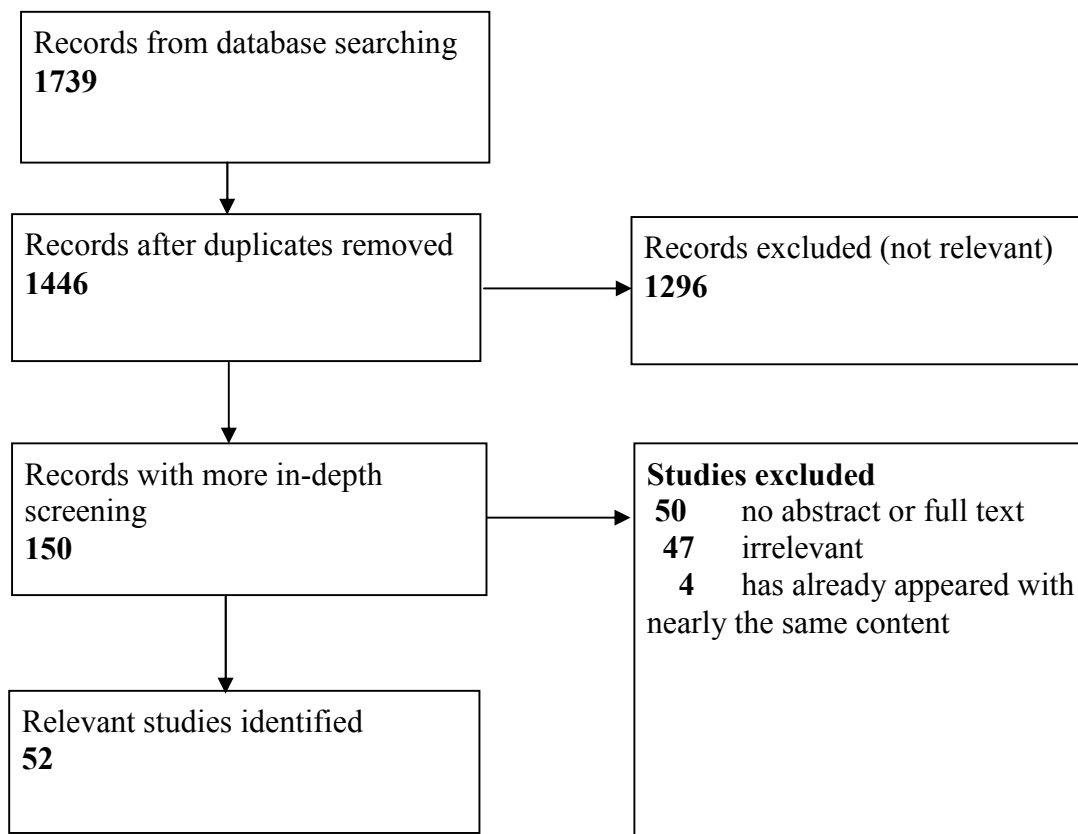 Records from database searching
1739
Records after duplicates removed
1446
Records excluded (not relevant)
1296
Records with more in-depth
screening
150
Studies excluded
50 no abstract or full text
47 irrelevant
4 has already appeared with
nearly the same content
Relevant studies identified
52